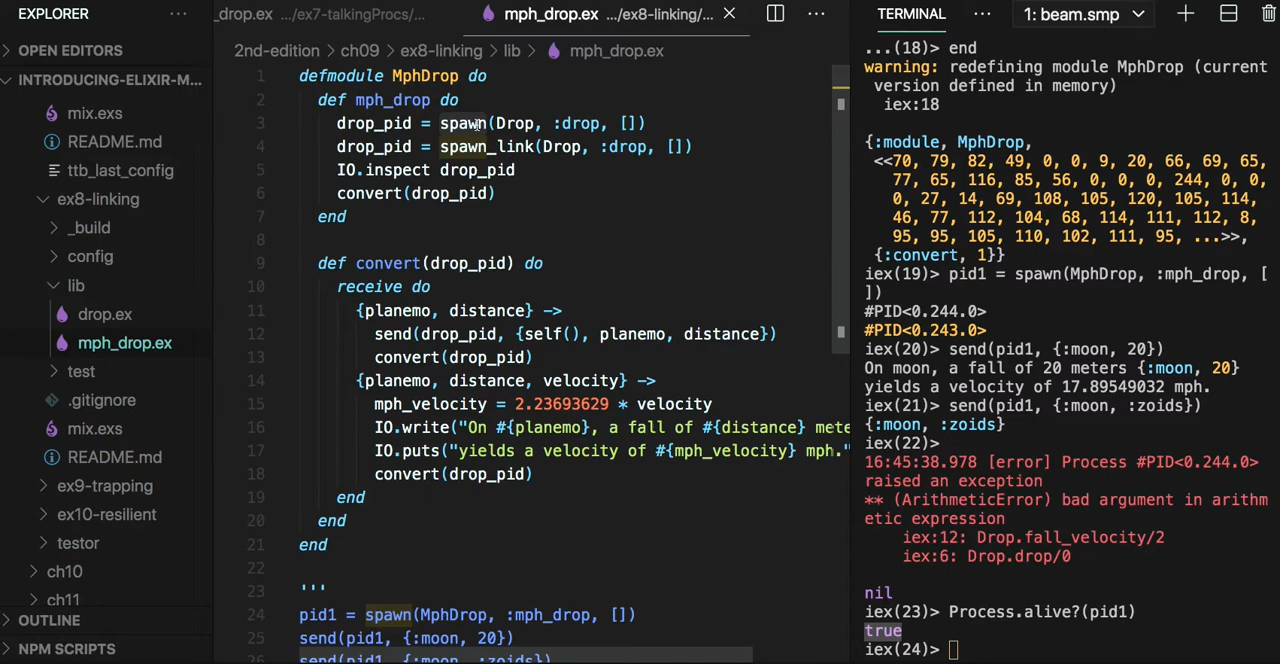 EXPLORER
OPEN EDITORS
INTRODUCING-ELIXIR-M...
mix.exs
README.md
ttb_last_config
ex8-linking
_build
config
lib
drop.ex
mph_drop.ex
test
.gitignore
mix.exs
README.md
ex9-trapping
ex10-resilient
testor
ch10
ch11
OUTLINE
NPM SCRIPTS
_drop.ex .../ex7-talkingProcs/...
mph_drop.ex .../ex8-linking/...
2nd-edition > ch09 > ex8-linking > lib > mph_drop.ex
1 defmodule MphDrop do
2 def mph_drop do
3 drop_pid = spawn(Drop, :drop, [])
4 drop_pid = spawn_link(Drop, :drop, [])
5 IO.inspect drop_pid
6 convert(drop_pid)
7 end
8
9 def convert(drop_pid) do
10 receive do
11 {planemo, distance} ->
12 send(drop_pid, {self(), planemo, distance})
13 convert(drop_pid)
14 {planemo, distance, velocity} ->
15 mph_velocity = 2.23693629 * velocity
16 IO.write("On #{planemo}, a fall of #{distance} mete
17 IO.puts("yields a velocity of #{mph_velocity} mph."
18 convert(drop_pid)
19 end
20 end
21 end
22
23 '''
24 pid1 = spawn(MphDrop, :mph_drop, [])
25 send(pid1, {:moon, 20})
26 send(pid1, {:moon, :zoids})
TERMINAL
1: beam.smp
...(18)> end
warning: redefining module MphDrop (current
version defined in memory)
iex:18
{:module, MphDrop,
<<70, 79, 82, 49, 0, 0, 9, 20, 66, 69, 65,
77, 65, 116, 85, 56, 0, 0, 0, 244, 0, 0,
0, 27, 14, 69, 108, 105, 120, 105, 114,
46, 77, 112, 104, 68, 114, 111, 112, 8,
95, 95, 105, 110, 102, 111, 95, ...>>,
{:convert, 1}}
iex(19)> pid1 = spawn(MphDrop, :mph_drop, [
])
#PID<0.244.0>
#PID<0.243.0>
iex(20)> send(pid1, {:moon, 20})
On moon, a fall of 20 meters {:moon, 20}
yields a velocity of 17.89549032 mph.
iex(21)> send(pid1, {:moon, :zoids})
{:moon, :zoids}
iex(22)>
16:45:38.978 [error] Process #PID<0.244.0>
raised an exception
** (ArithmeticError) bad argument in arithm
etic expression
iex:12: Drop.fall_velocity/2
iex:6: Drop.drop/0
nil
iex(23)> Process.alive?(pid1)
true
iex(24)>